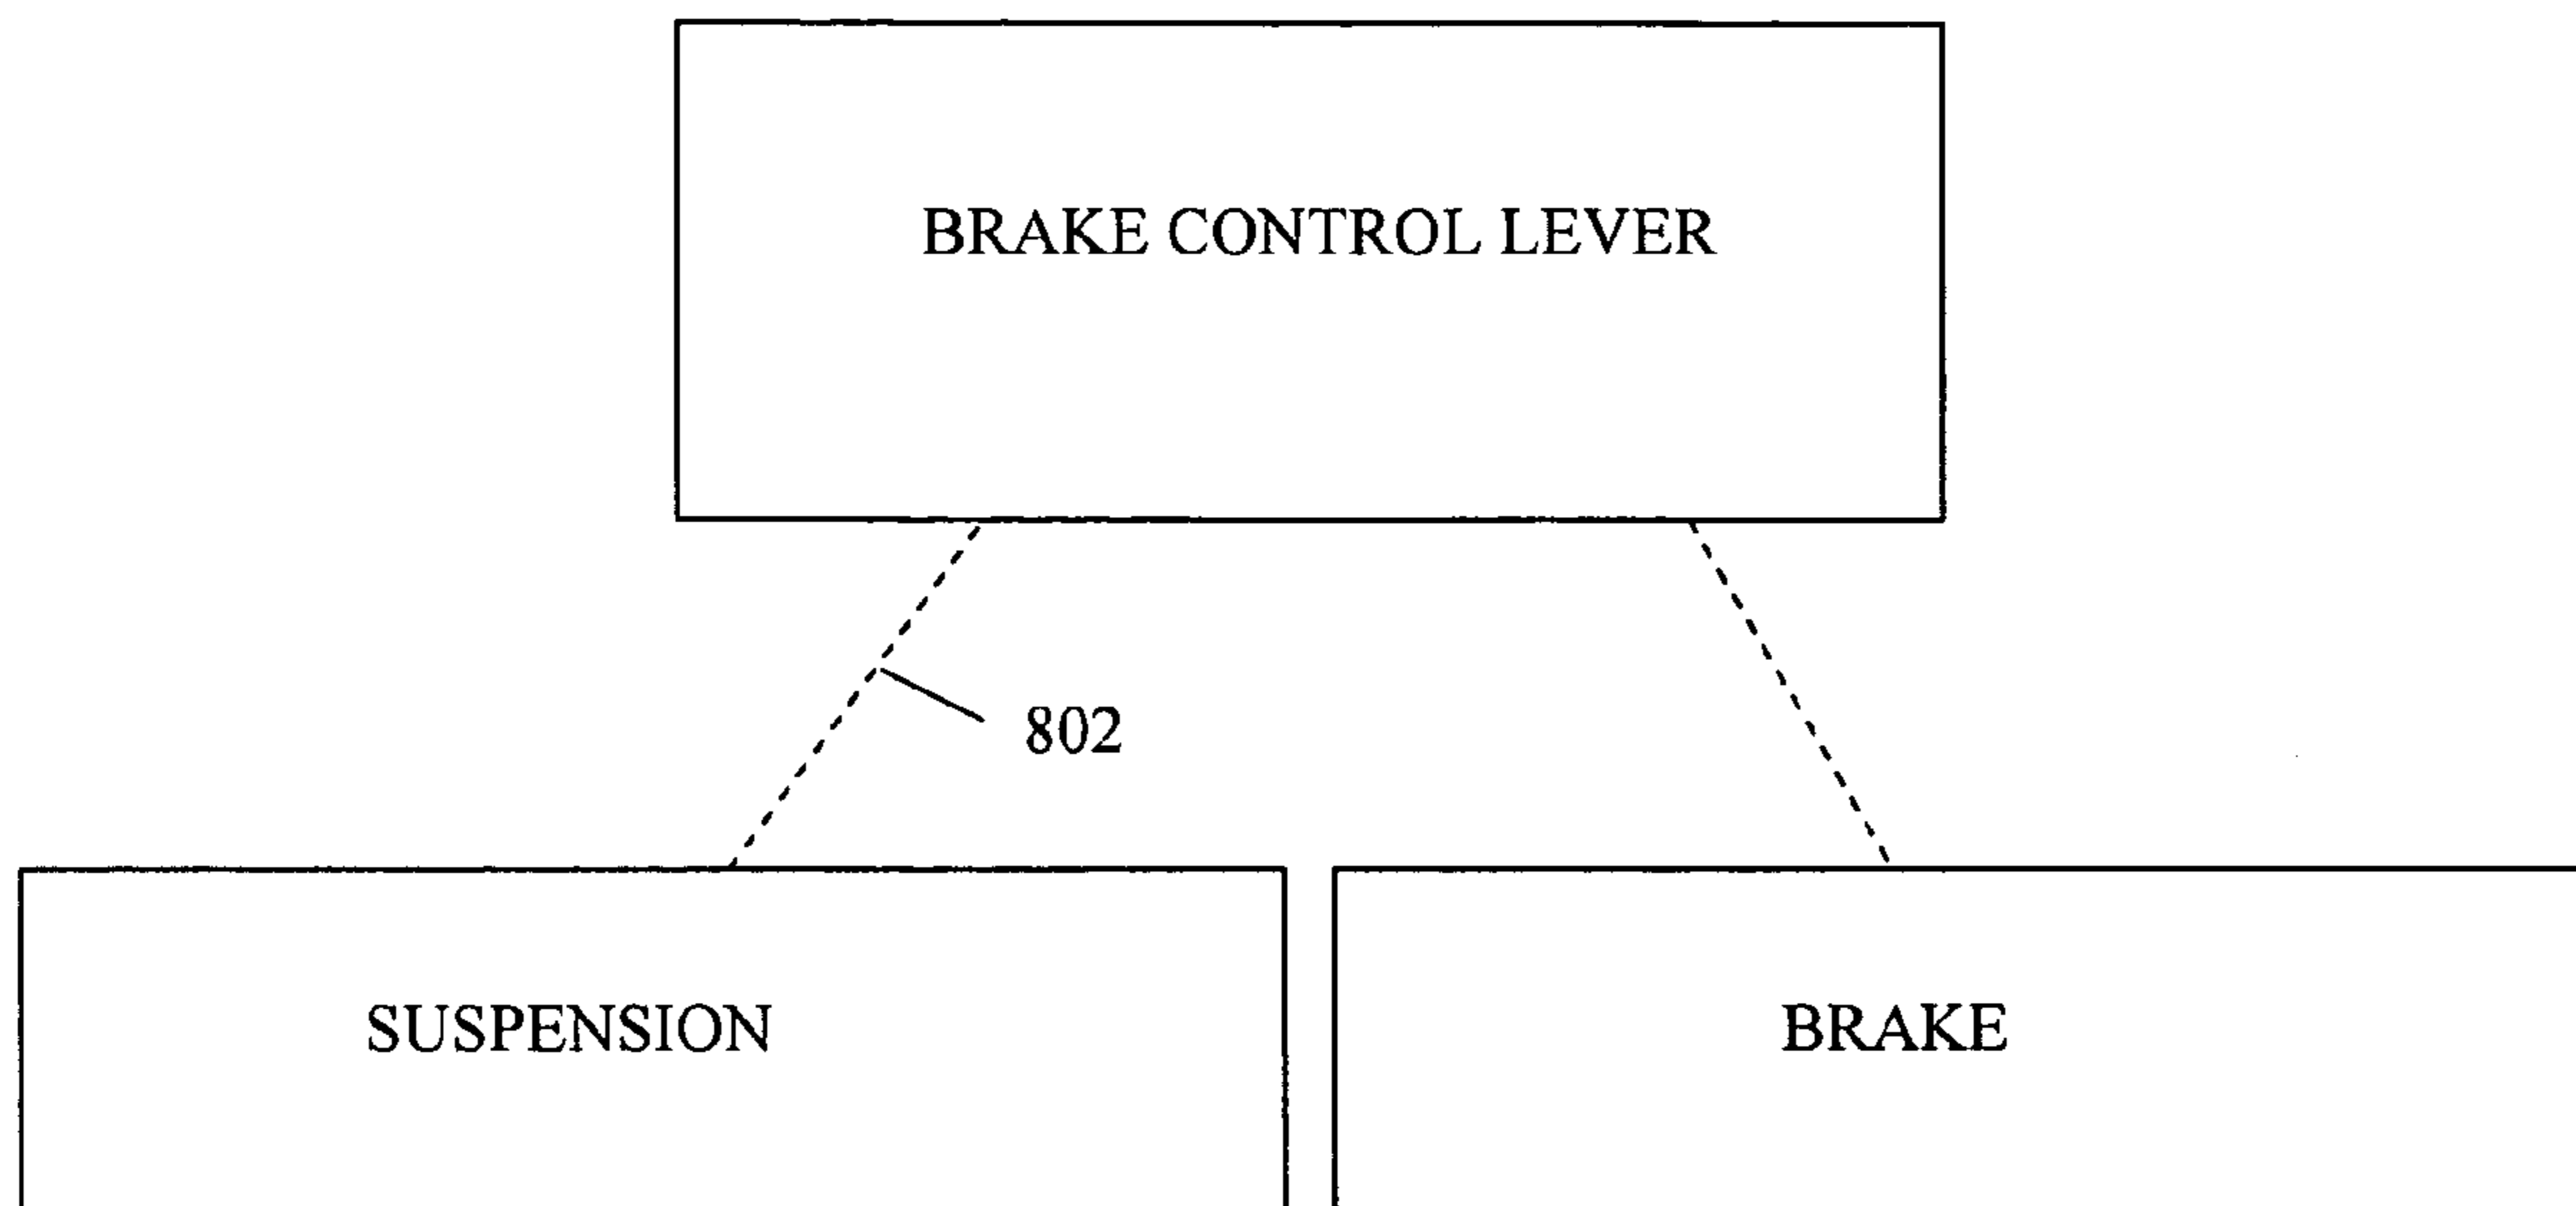 BRAKE CONTROL LEVER
802
SUSPENSION
BRAKE